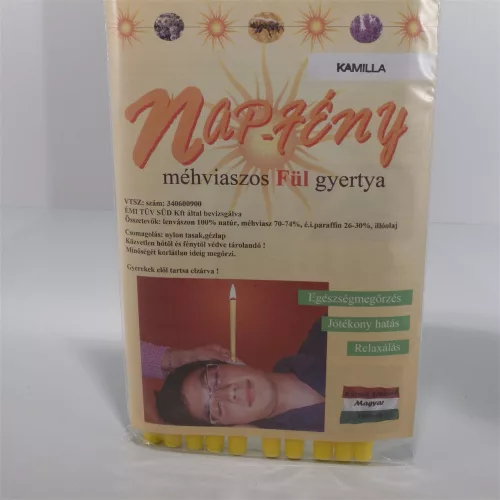 KAMILLA
NAP-FÉNY
méhviaszos Fül gyertya
VTSZ: szám: 340600900
ÉMI TÜV SÜD Kft által bevizsgálva
Összetevők: lenvászon 100% natúr, méhviasz 70-74%, é.i.paraffin 26-30%, illóolaj
Csomagolás: nylon tasak,gézlap
Közvetlen hőtől és fénytől védve tárolandó !
Minőségét korlátlan ideig megőrzi.
Gyerekek elől tartsa elzárva !
Egészségmegőrzés
Jótékony hatás
Relaxálás
Magyar